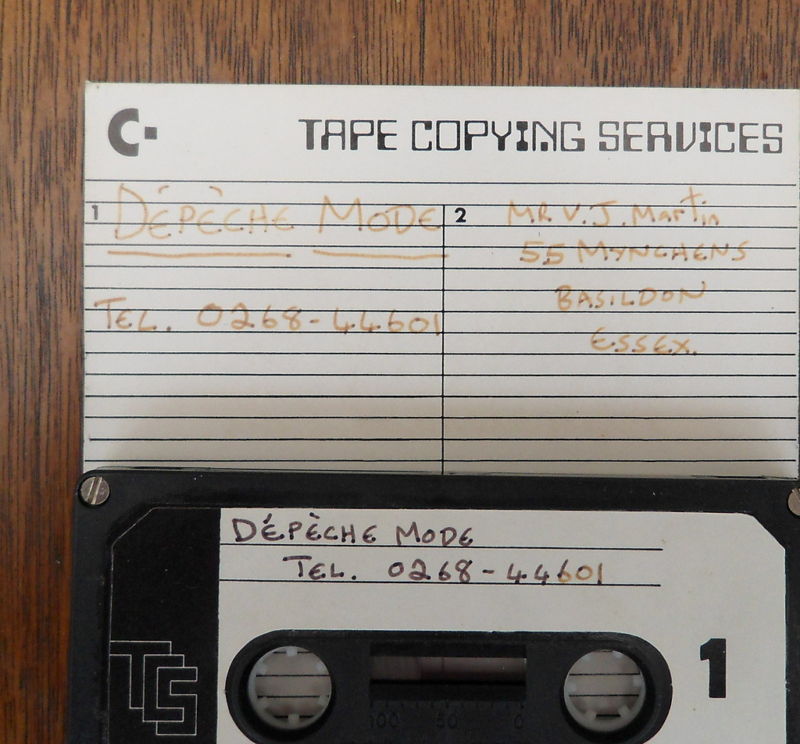 C·
TAPE COPYING SERVICES
1 DÉPÈCHE MODE
TEL. 0268-44601
2 MR V.J. Martin
55 MYNCHENS
BASILDON
ESSEX.
DÉPÈCHE MODE
TEL. 0268-44601
TCS
1
100 50 0